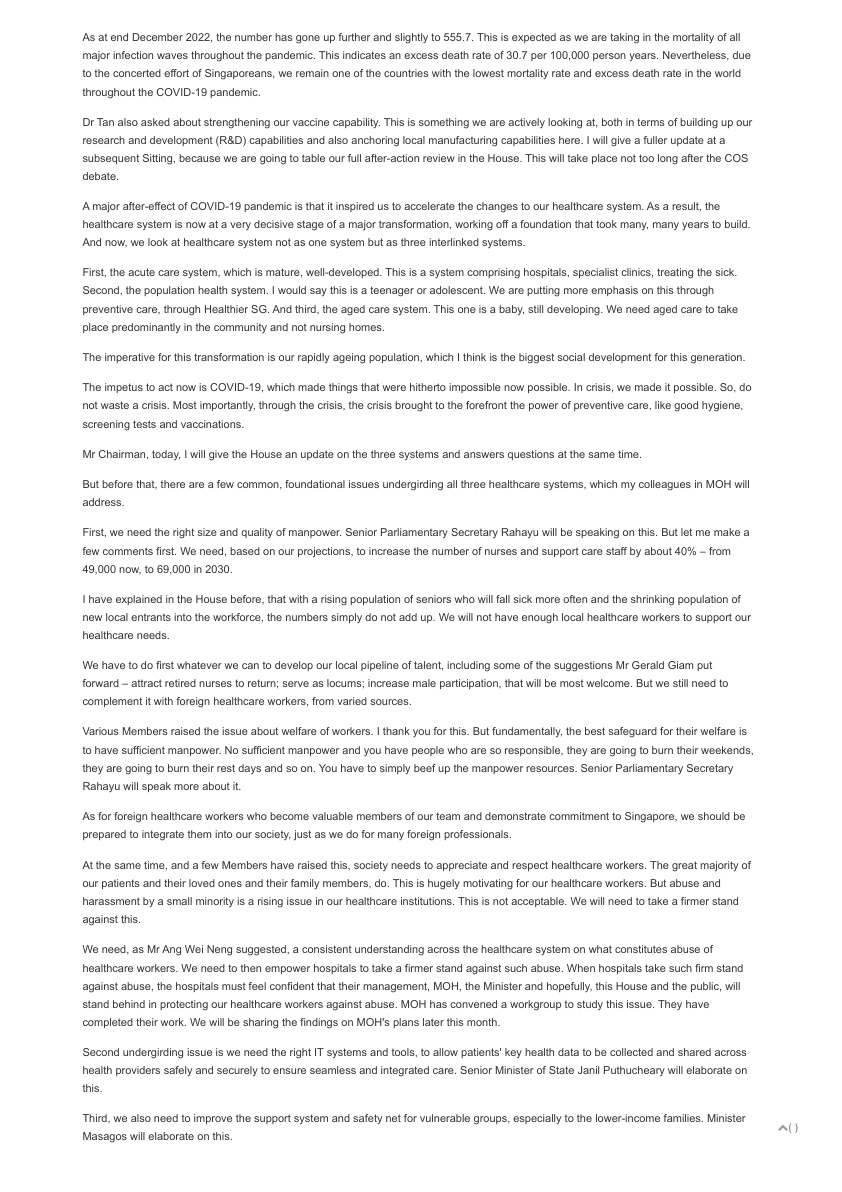 As at end December 2022, the number has gone up further and slightly to 555.7. This is expected as we are taking in the mortality of all
major infection waves throughout the pandemic. This indicates an excess death rate of 30.7 per 100,000 person years. Nevertheless, due
to the concerted effort of Singaporeans, we remain one of the countries with the lowest mortality rate and excess death rate in the world
throughout the COVID-19 pandemic.
Dr Tan also asked about strengthening our vaccine capability. This is something we are actively looking at, both in terms of building up our
research and development (R&D) capabilities and also anchoring local manufacturing capabilities here. I will give a fuller update at a
subsequent Sitting, because we are going to table our full after-action review in the House. This will take place not too long after the COS
debate.
A major after-effect of COVID-19 pandemic is that it inspired us to accelerate the changes to our healthcare system. As a result, the
healthcare system is now at a very decisive stage of a major transformation, working off a foundation that took many, many years to build.
And now, we look at healthcare system not as one system but as three interlinked systems.
First, the acute care system, which is mature, well-developed. This is a system comprising hospitals, specialist clinics, treating the sick.
Second, the population health system. I would say this is a teenager or adolescent. We are putting more emphasis on this through
preventive care, through Healthier SG. And third, the aged care system. This one is a baby, still developing. We need aged care to take
place predominantly in the community and not nursing homes.
The imperative for this transformation is our rapidly ageing population, which I think is the biggest social development for this generation.
The impetus to act now is COVID-19, which made things that were hitherto impossible now possible. In crisis, we made it possible. So, do
not waste a crisis. Most importantly, through the crisis, the crisis brought to the forefront the power of preventive care, like good hygiene,
screening tests and vaccinations.
Mr Chairman, today, I will give the House an update on the three systems and answers questions at the same time.
But before that, there are a few common, foundational issues undergirding all three healthcare systems, which my colleagues in MOH will
address.
First, we need the right size and quality of manpower. Senior Parliamentary Secretary Rahayu will be speaking on this. But let me make a
few comments first. We need, based on our projections, to increase the number of nurses and support care staff by about 40% – from
49,000 now, to 69,000 in 2030.
I have explained in the House before, that with a rising population of seniors who will fall sick more often and the shrinking population of
new local entrants into the workforce, the numbers simply do not add up. We will not have enough local healthcare workers to support our
healthcare needs.
We have to do first whatever we can to develop our local pipeline of talent, including some of the suggestions Mr Gerald Giam put
forward – attract retired nurses to return; serve as locums; increase male participation, that will be most welcome. But we still need to
complement it with foreign healthcare workers, from varied sources.
Various Members raised the issue about welfare of workers. I thank you for this. But fundamentally, the best safeguard for their welfare is
to have sufficient manpower. No sufficient manpower and you have people who are so responsible, they are going to burn their weekends,
they are going to burn their rest days and so on. You have to simply beef up the manpower resources. Senior Parliamentary Secretary
Rahayu will speak more about it.
As for foreign healthcare workers who become valuable members of our team and demonstrate commitment to Singapore, we should be
prepared to integrate them into our society, just as we do for many foreign professionals.
At the same time, and a few Members have raised this, society needs to appreciate and respect healthcare workers. The great majority of
our patients and their loved ones and their family members, do. This is hugely motivating for our healthcare workers. But abuse and
harassment by a small minority is a rising issue in our healthcare institutions. This is not acceptable. We will need to take a firmer stand
against this.
We need, as Mr Ang Wei Neng suggested, a consistent understanding across the healthcare system on what constitutes abuse of
healthcare workers. We need to then empower hospitals to take a firmer stand against such abuse. When hospitals take such firm stand
against abuse, the hospitals must feel confident that their management, MOH, the Minister and hopefully, this House and the public, will
stand behind in protecting our healthcare workers against abuse. MOH has convened a workgroup to study this issue. They have
completed their work. We will be sharing the findings on MOH's plans later this month.
Second undergirding issue is we need the right IT systems and tools, to allow patients' key health data to be collected and shared across
health providers safely and securely to ensure seamless and integrated care. Senior Minister of State Janil Puthucheary will elaborate on
this.
Third, we also need to improve the support system and safety net for vulnerable groups, especially to the lower-income families. Minister
Masagos will elaborate on this.
( )